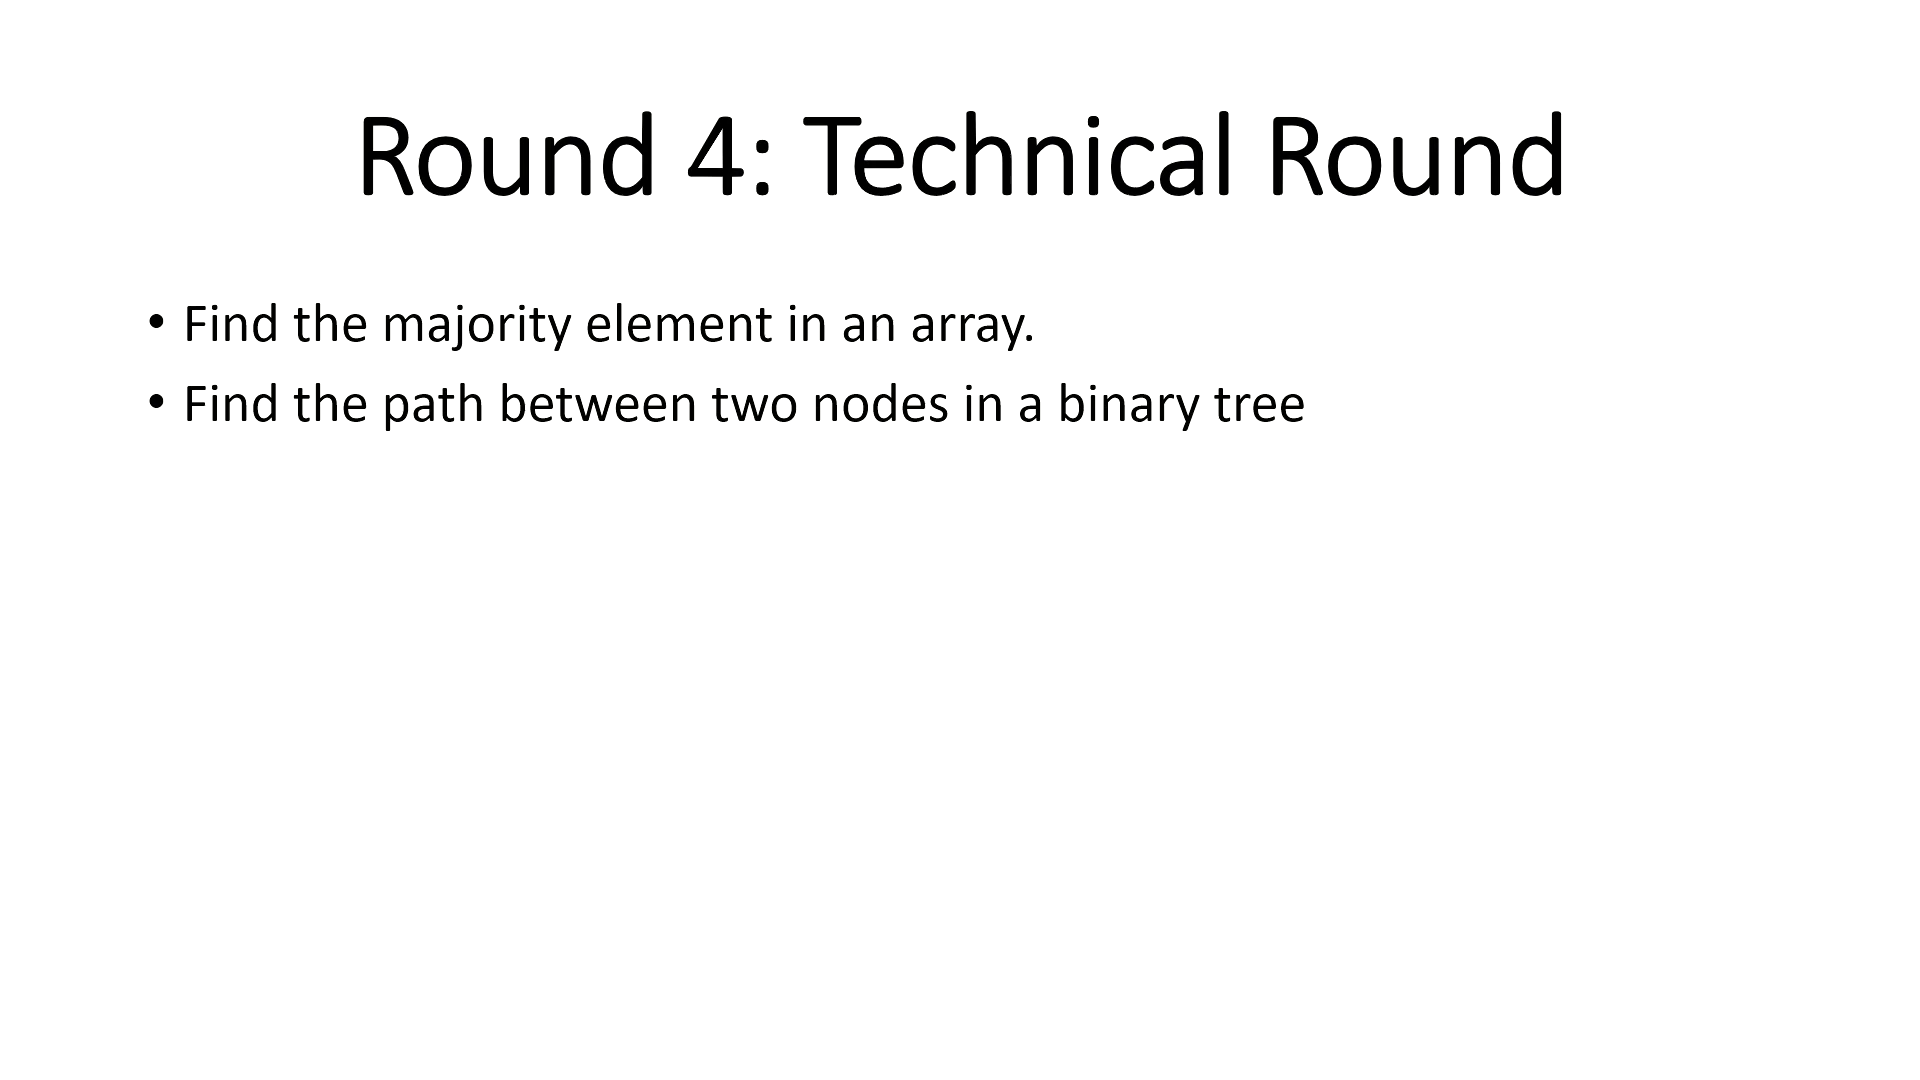 Round 4: Technical Round
• Find the majority element in an array.
• Find the path between two nodes in a binary tree